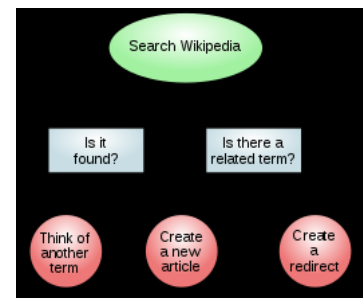 Search Wikipedia
Is it
found?
Is there a
related term?
Think of
another
term
Create
a new
article
Create
a
redirect